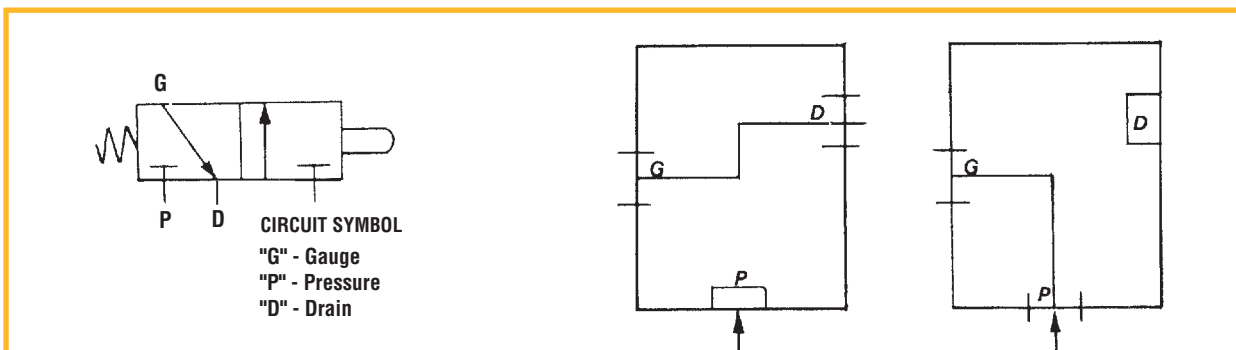 G
P D
CIRCUIT SYMBOL
"G" - Gauge
"P" - Pressure
"D" - Drain
D
G
P
D
G
P